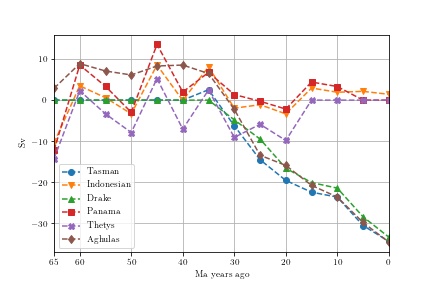 10
0
−10
−20
−30
Sv
Tasman
Indonesian
Drake
Panama
Thetys
Aghulas
65 60 50 40 30 20 10 0
Ma years ago